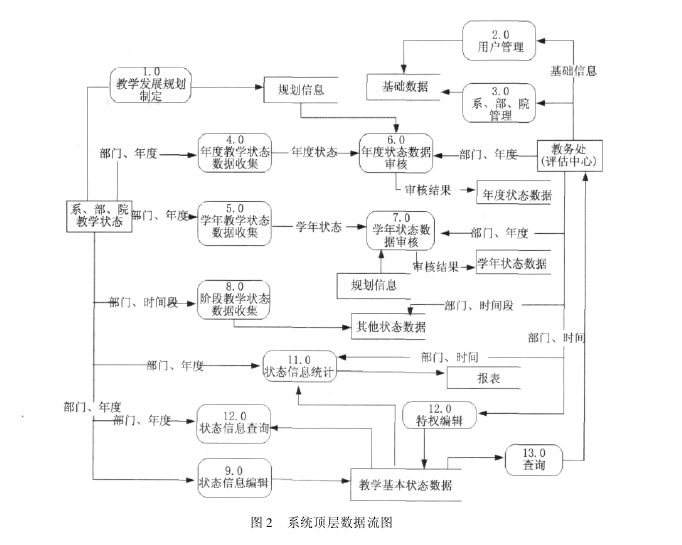 2.0
用户管理
基础信息
1.0
教学发展规划
制定
规划信息
基础数据
3.0
系、部、院
管理
4.0
年度教学状态
数据收集
部门、年度
年度状态
6.0
年度状态数据
审核
部门、年度
教务处
(评估中心)
审核结果
年度状态数据
系、部、院
教学状态
部门、年度
5.0
学年教学状态
数据收集
学年状态
7.0
学年状态数
据审核
部门、年度
审核结果
学年状态数据
规划信息
8.0
阶段教学状态
数据收集
部门、时间段
部门、时间段
其他状态数据
部门、时间
11.0
状态信息统计
部门、年度
部门、时间
报表
部门、年度
部门、年度
12.0
状态信息查询
12.0
特权编辑
13.0
查询
9.0
状态信息编辑
教学基本状态数据
图 2 系统顶层数据流图